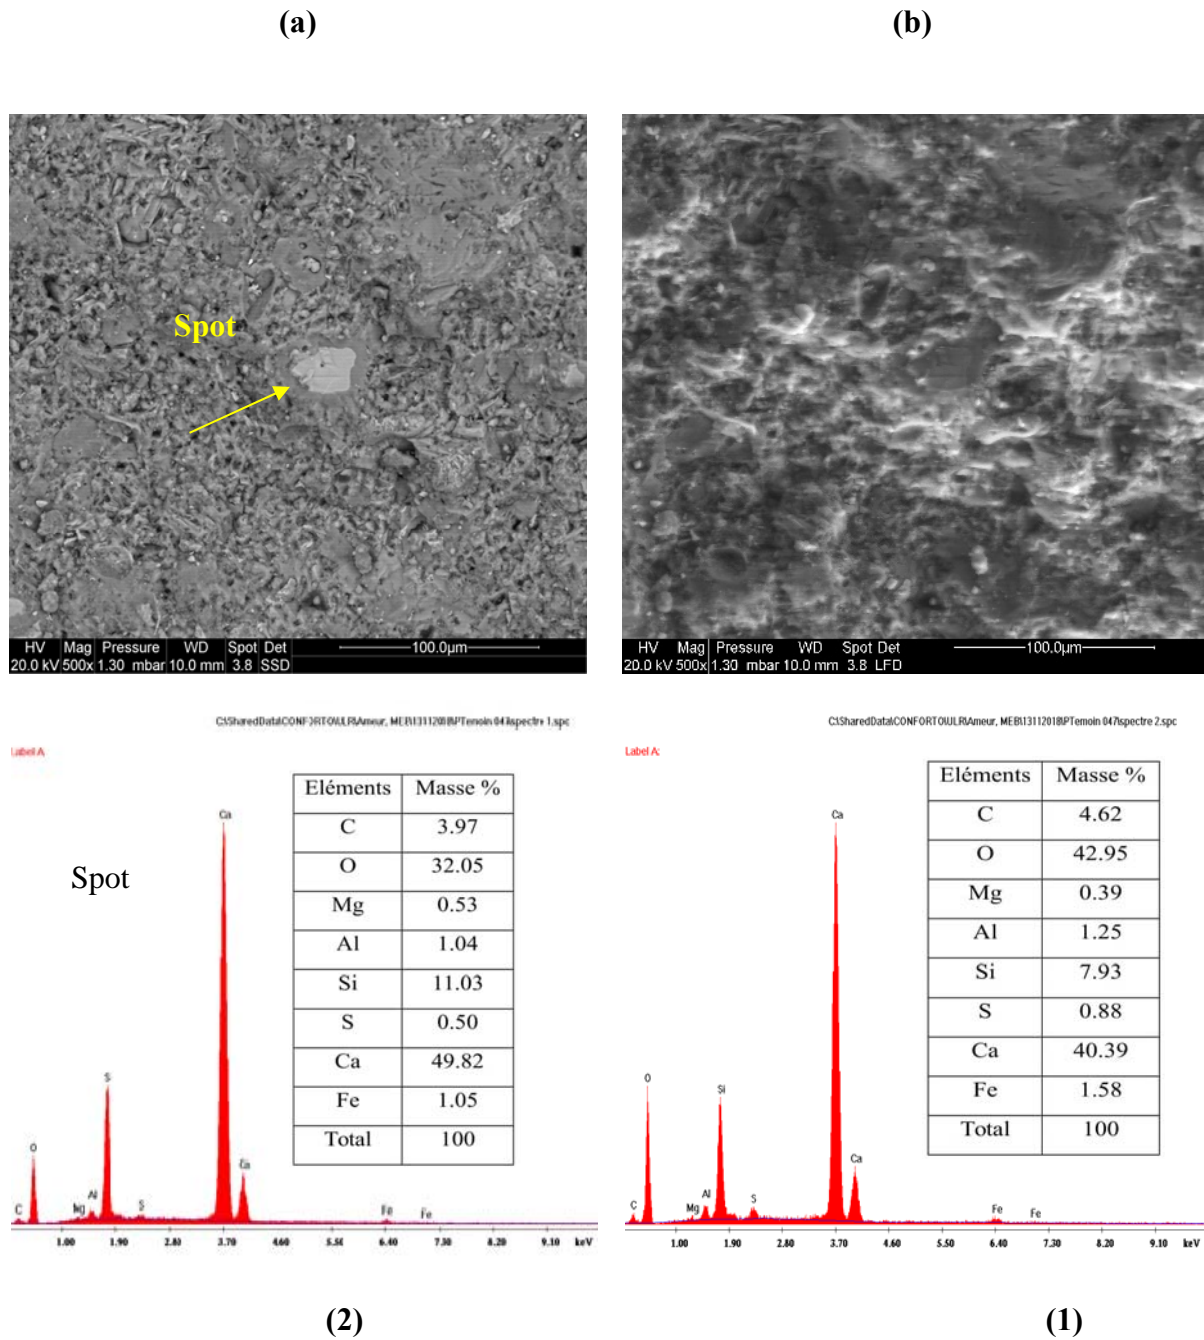 (a) (b)
Spot
HV Mag Pressure WD Spot Det 100.0µm
20.0 kV 500x 1.30 mbar 10.0 mm 3.8 SSD
HV Mag Pressure WD Spot Det 100.0µm
20.0 kV 500x 1.30 mbar 10.0 mm 3.8 LFD
Label A:
Spot
Eléments Masse %
C 3.97
O 32.05
Mg 0.53
Al 1.04
Si 11.03
S 0.50
Ca 49.82
Fe 1.05
Total 100
Ca
S
O
C
Mg
Al
S
Ca
Fe
Fe
1.00 1.90 2.80 3.70 4.60 5.50 6.40 7.30 8.20 9.10 keV
Label A:
Eléments Masse %
C 4.62
O 42.95
Mg 0.39
Al 1.25
Si 7.93
S 0.88
Ca 40.39
Fe 1.58
Total 100
Ca
O
Si
C
Mg
Al
S
Ca
Fe
Fe
1.00 1.90 2.80 3.70 4.60 5.50 6.40 7.30 8.20 9.10 keV
(2) (1)